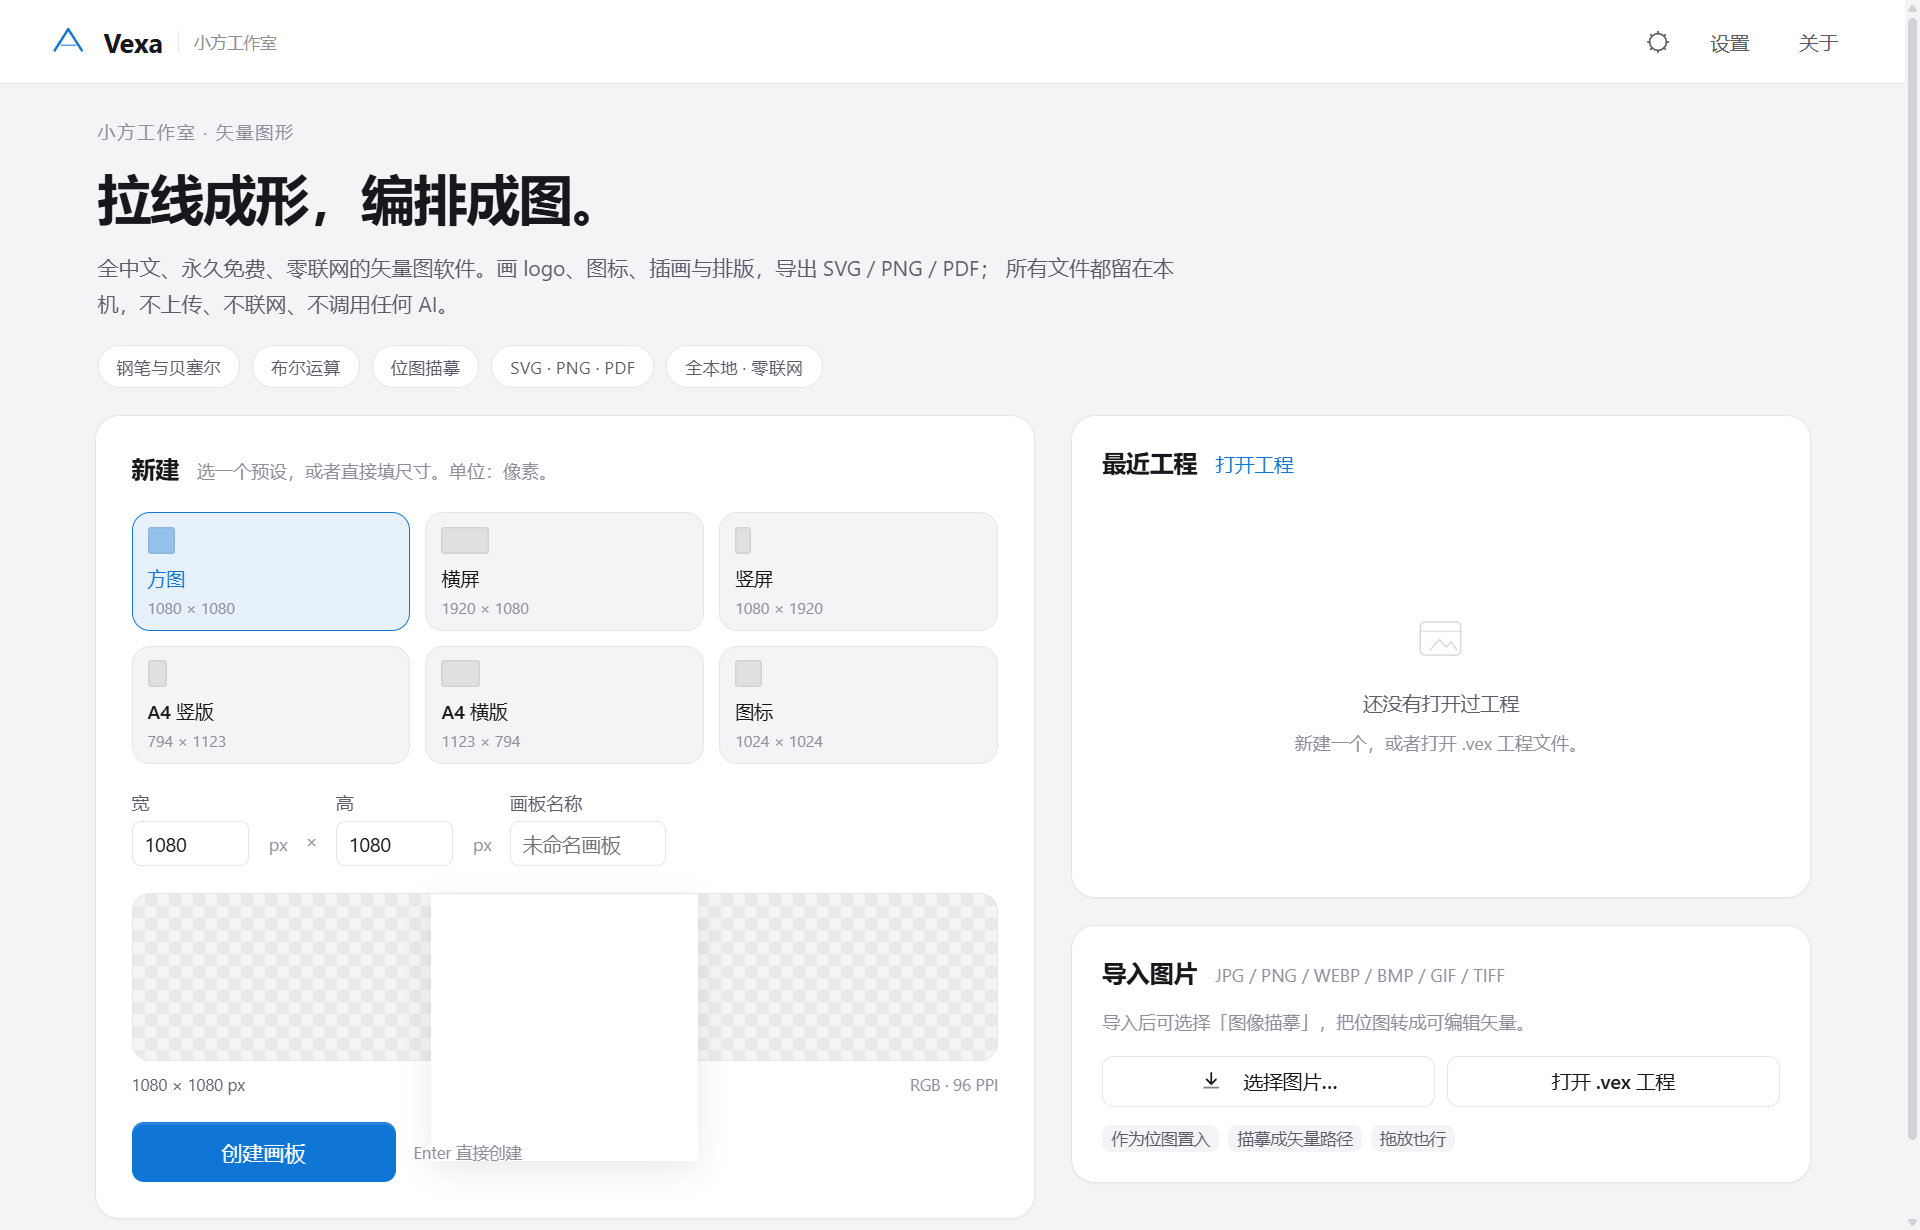 Vexa
小方工作室
设置
关于
小方工作室 · 矢量图形
拉线成形，编排成图。
全中文、永久免费、零联网的矢量图软件。画 logo、图标、插画与排版，导出 SVG / PNG / PDF； 所有文件都留在本
机，不上传、不联网、不调用任何 AI。
钢笔与贝塞尔
布尔运算
位图描摹
SVG · PNG · PDF
全本地 · 零联网
新建 选一个预设，或者直接填尺寸。单位：像素。
方图
1080 × 1080
横屏
1920 × 1080
竖屏
1080 × 1920
A4 竖版
794 × 1123
A4 横版
1123 × 794
图标
1024 × 1024
宽
高
画板名称
1080 px × 1080 px 未命名画板
1080 × 1080 px
RGB · 96 PPI
创建画板
Enter 直接创建
最近工程 打开工程
还没有打开过工程
新建一个，或者打开 .vex 工程文件。
导入图片 JPG / PNG / WEBP / BMP / GIF / TIFF
导入后可选择「图像描摹」，把位图转成可编辑矢量。
选择图片...
打开 .vex 工程
作为位图置入
描摹成矢量路径
拖放也行